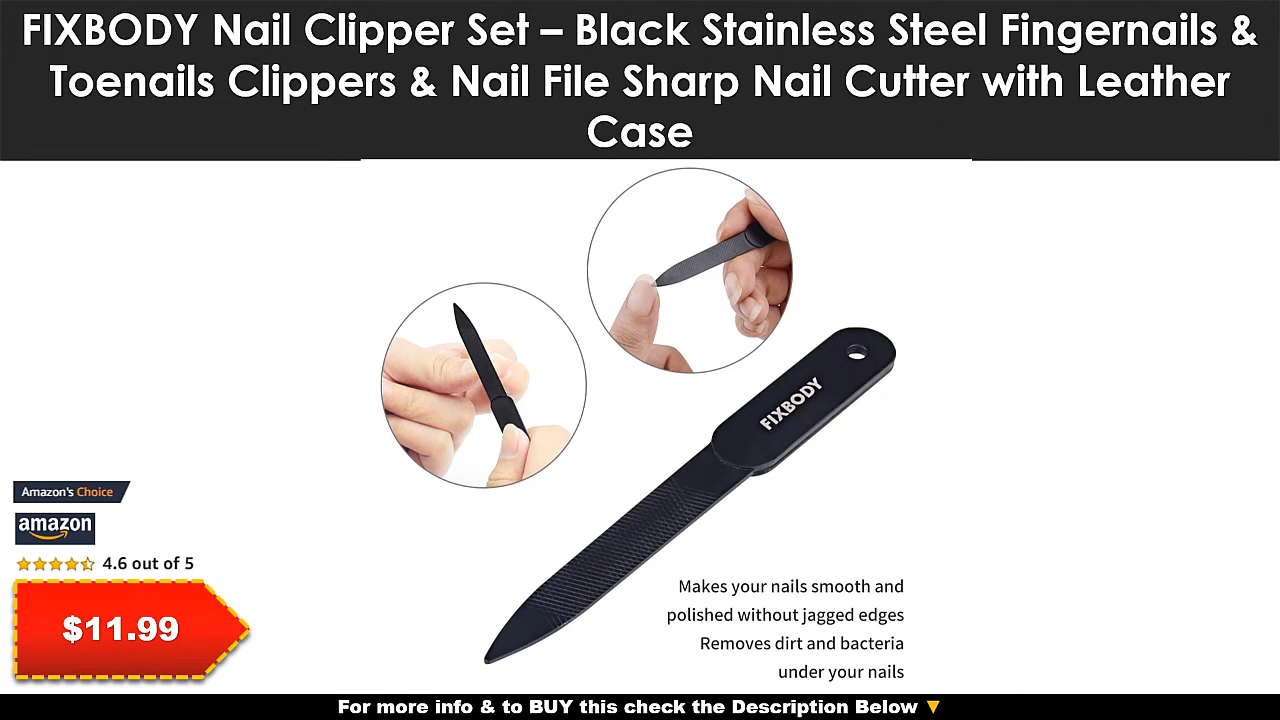 FIXBODY Nail Clipper Set – Black Stainless Steel Fingernails &
Toenails Clippers & Nail File Sharp Nail Cutter with Leather
Case
FIXBODY
Amazon's Choice
amazon
4.6 out of 5
$11.99
Makes your nails smooth and
polished without jagged edges
Removes dirt and bacteria
under your nails
For more info & to BUY this check the Description Below ▼